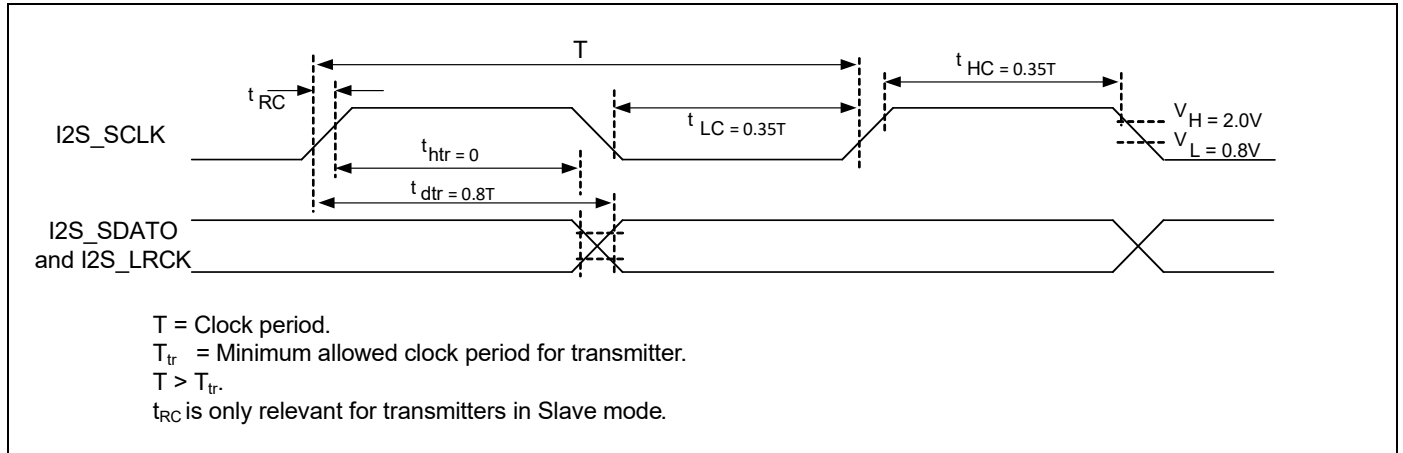 T
t HC = 0.35T
t RC
t LC = 0.35T
V H = 2.0V
I2S_SCLK
V L = 0.8V
t htr = 0
t dtr = 0.8T
I2S_SDATO
and I2S_LRCK
T = Clock period.
Ttr = Minimum allowed clock period for transmitter.
T > Ttr.
tRC is only relevant for transmitters in Slave mode.